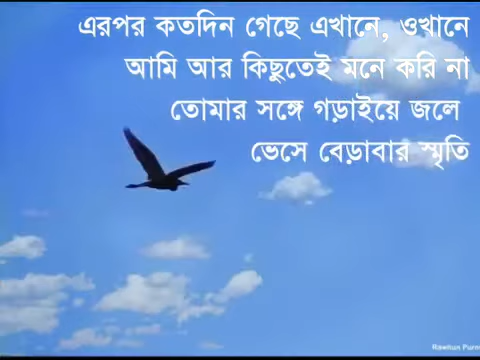 এরপর কতদিন গেছে এখানে, ওখানে
আমি আর কিছুতেই মনে করি না
তোমার সঙ্গে গড়াইয়ে জলে
ভেসে বেড়াবার স্মৃতি